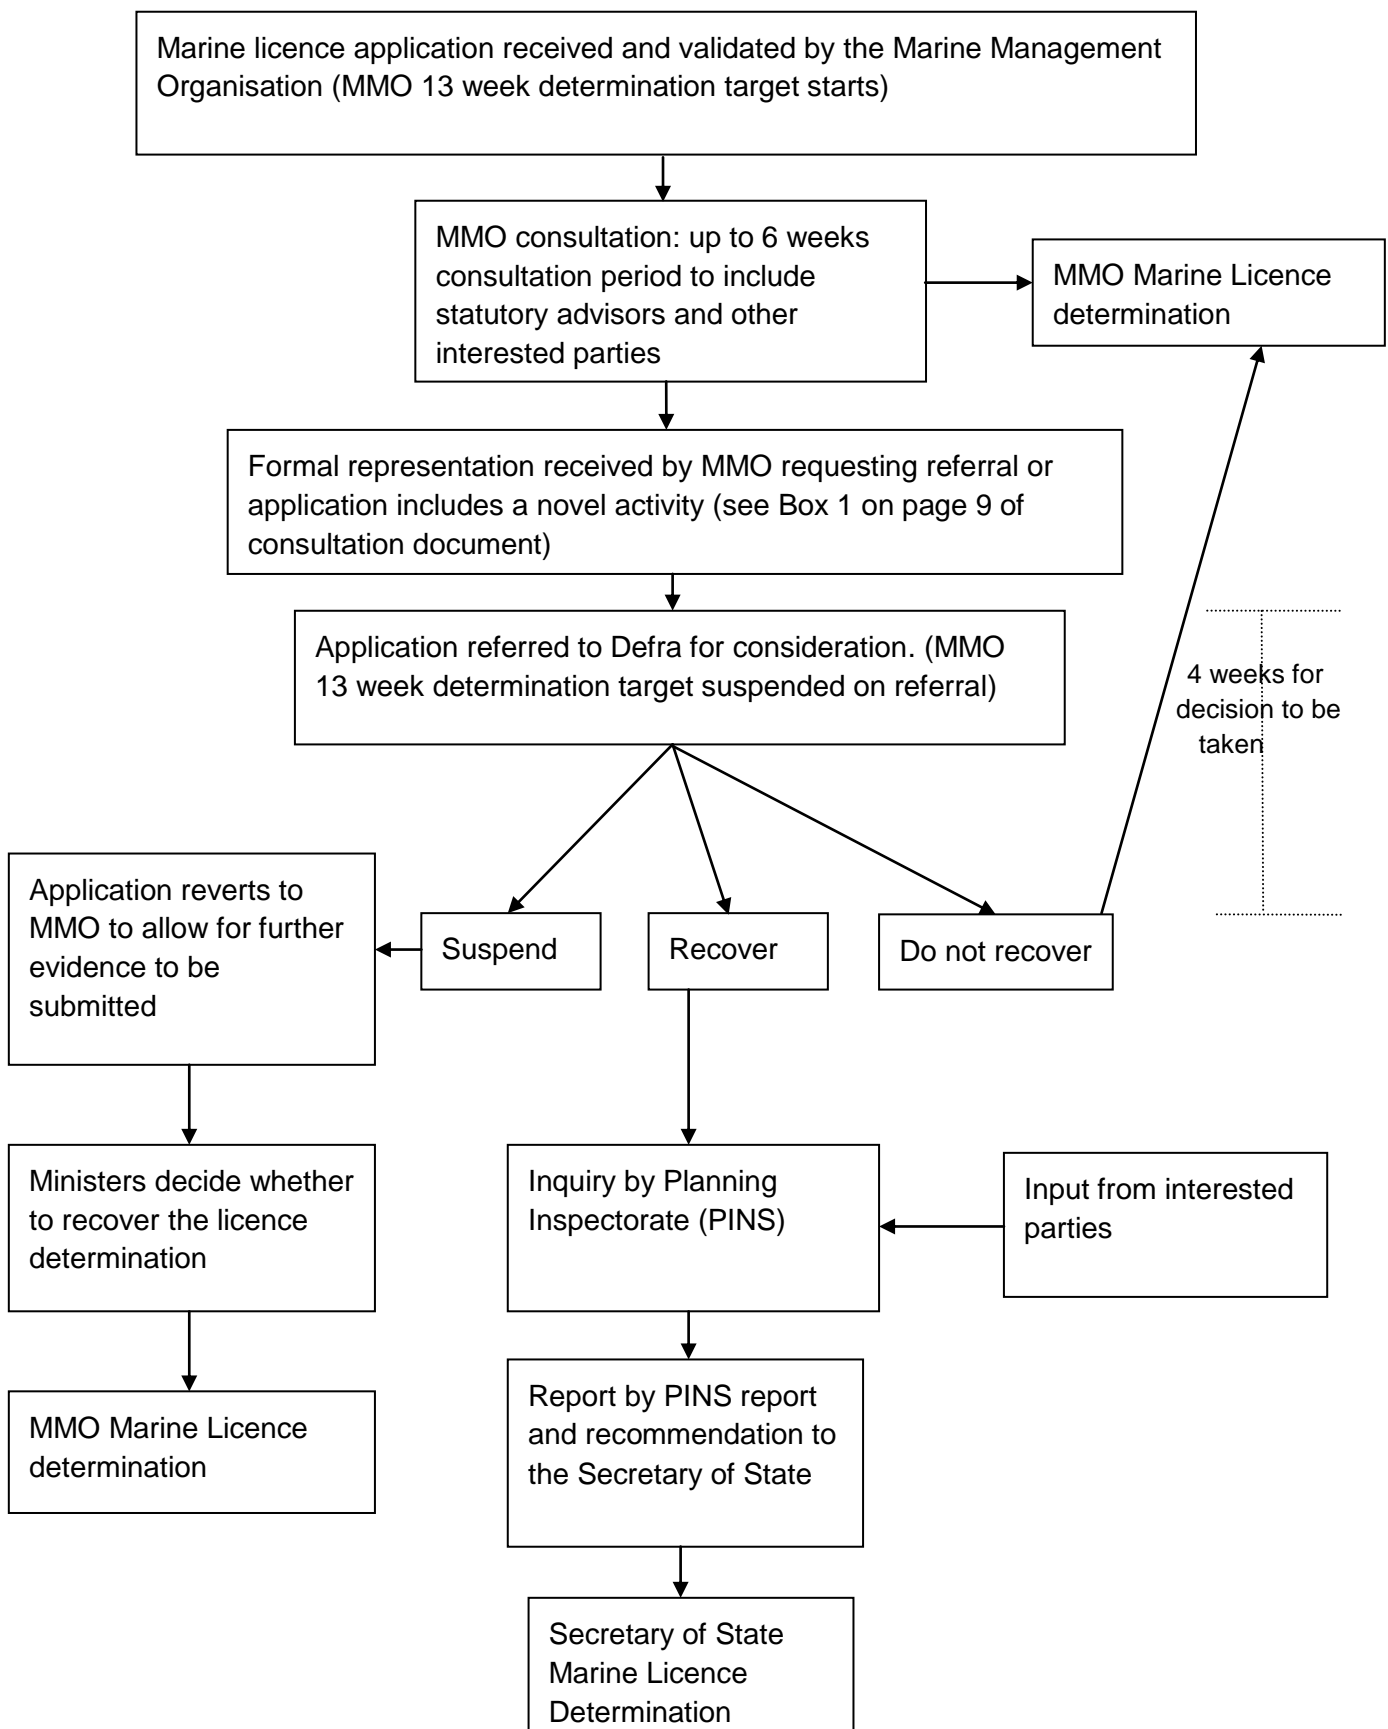 Marine licence application received and validated by the Marine Management
Organisation (MMO 13 week determination target starts)
MMO consultation: up to 6 weeks
consultation period to include
statutory advisors and other
interested parties
MMO Marine Licence
determination
Formal representation received by MMO requesting referral or
application includes a novel activity (see Box 1 on page 9 of
consultation document)
Application referred to Defra for consideration. (MMO
13 week determination target suspended on referral)
4 weeks for
decision to be
taken
Application reverts to
MMO to allow for further
evidence to be
submitted
Suspend
Recover
Do not recover
Ministers decide whether
to recover the licence
determination
Inquiry by Planning
Inspectorate (PINS)
Input from interested
parties
MMO Marine Licence
determination
Report by PINS report
and recommendation to
the Secretary of State
Secretary of State
Marine Licence
Determination